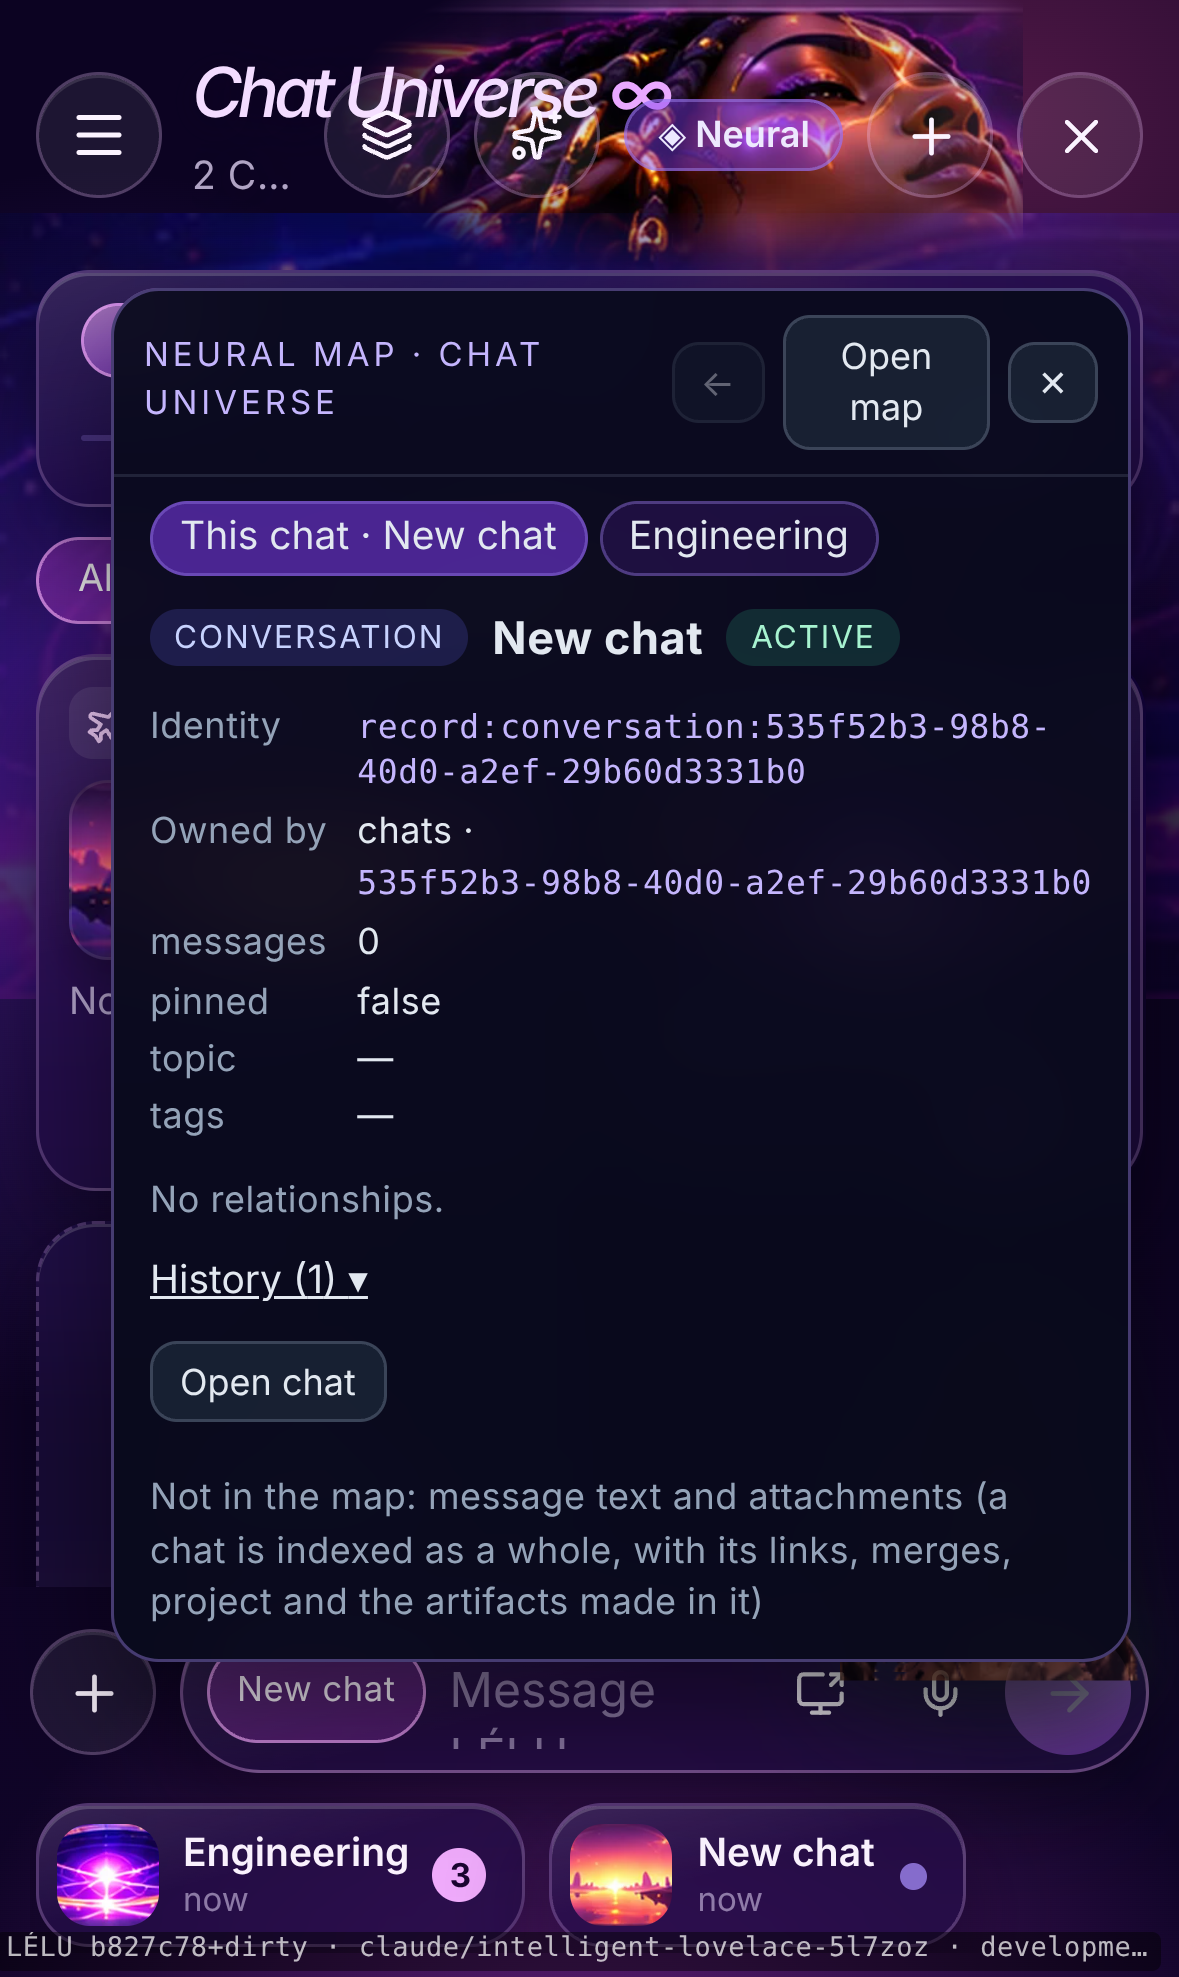 Chat Universe ∞
2 C...
◈ Neural
NEURAL MAP · CHAT
UNIVERSE
←
Open
map
✕
This chat · New chat
Engineering
CONVERSATION
New chat
ACTIVE
Identity
record:conversation:535f52b3-98b8-
40d0-a2ef-29b60d3331b0
Owned by
chats ·
535f52b3-98b8-40d0-a2ef-29b60d3331b0
messages 0
pinned false
topic —
tags —
No relationships.
History (1) ▾
Open chat
Not in the map: message text and attachments (a
chat is indexed as a whole, with its links, merges,
project and the artifacts made in it)
New chat
Message
Engineering
now
3
New chat
now
LÉLU b827c78+dirty · claude/intelligent-lovelace-5l7zoz · developme…